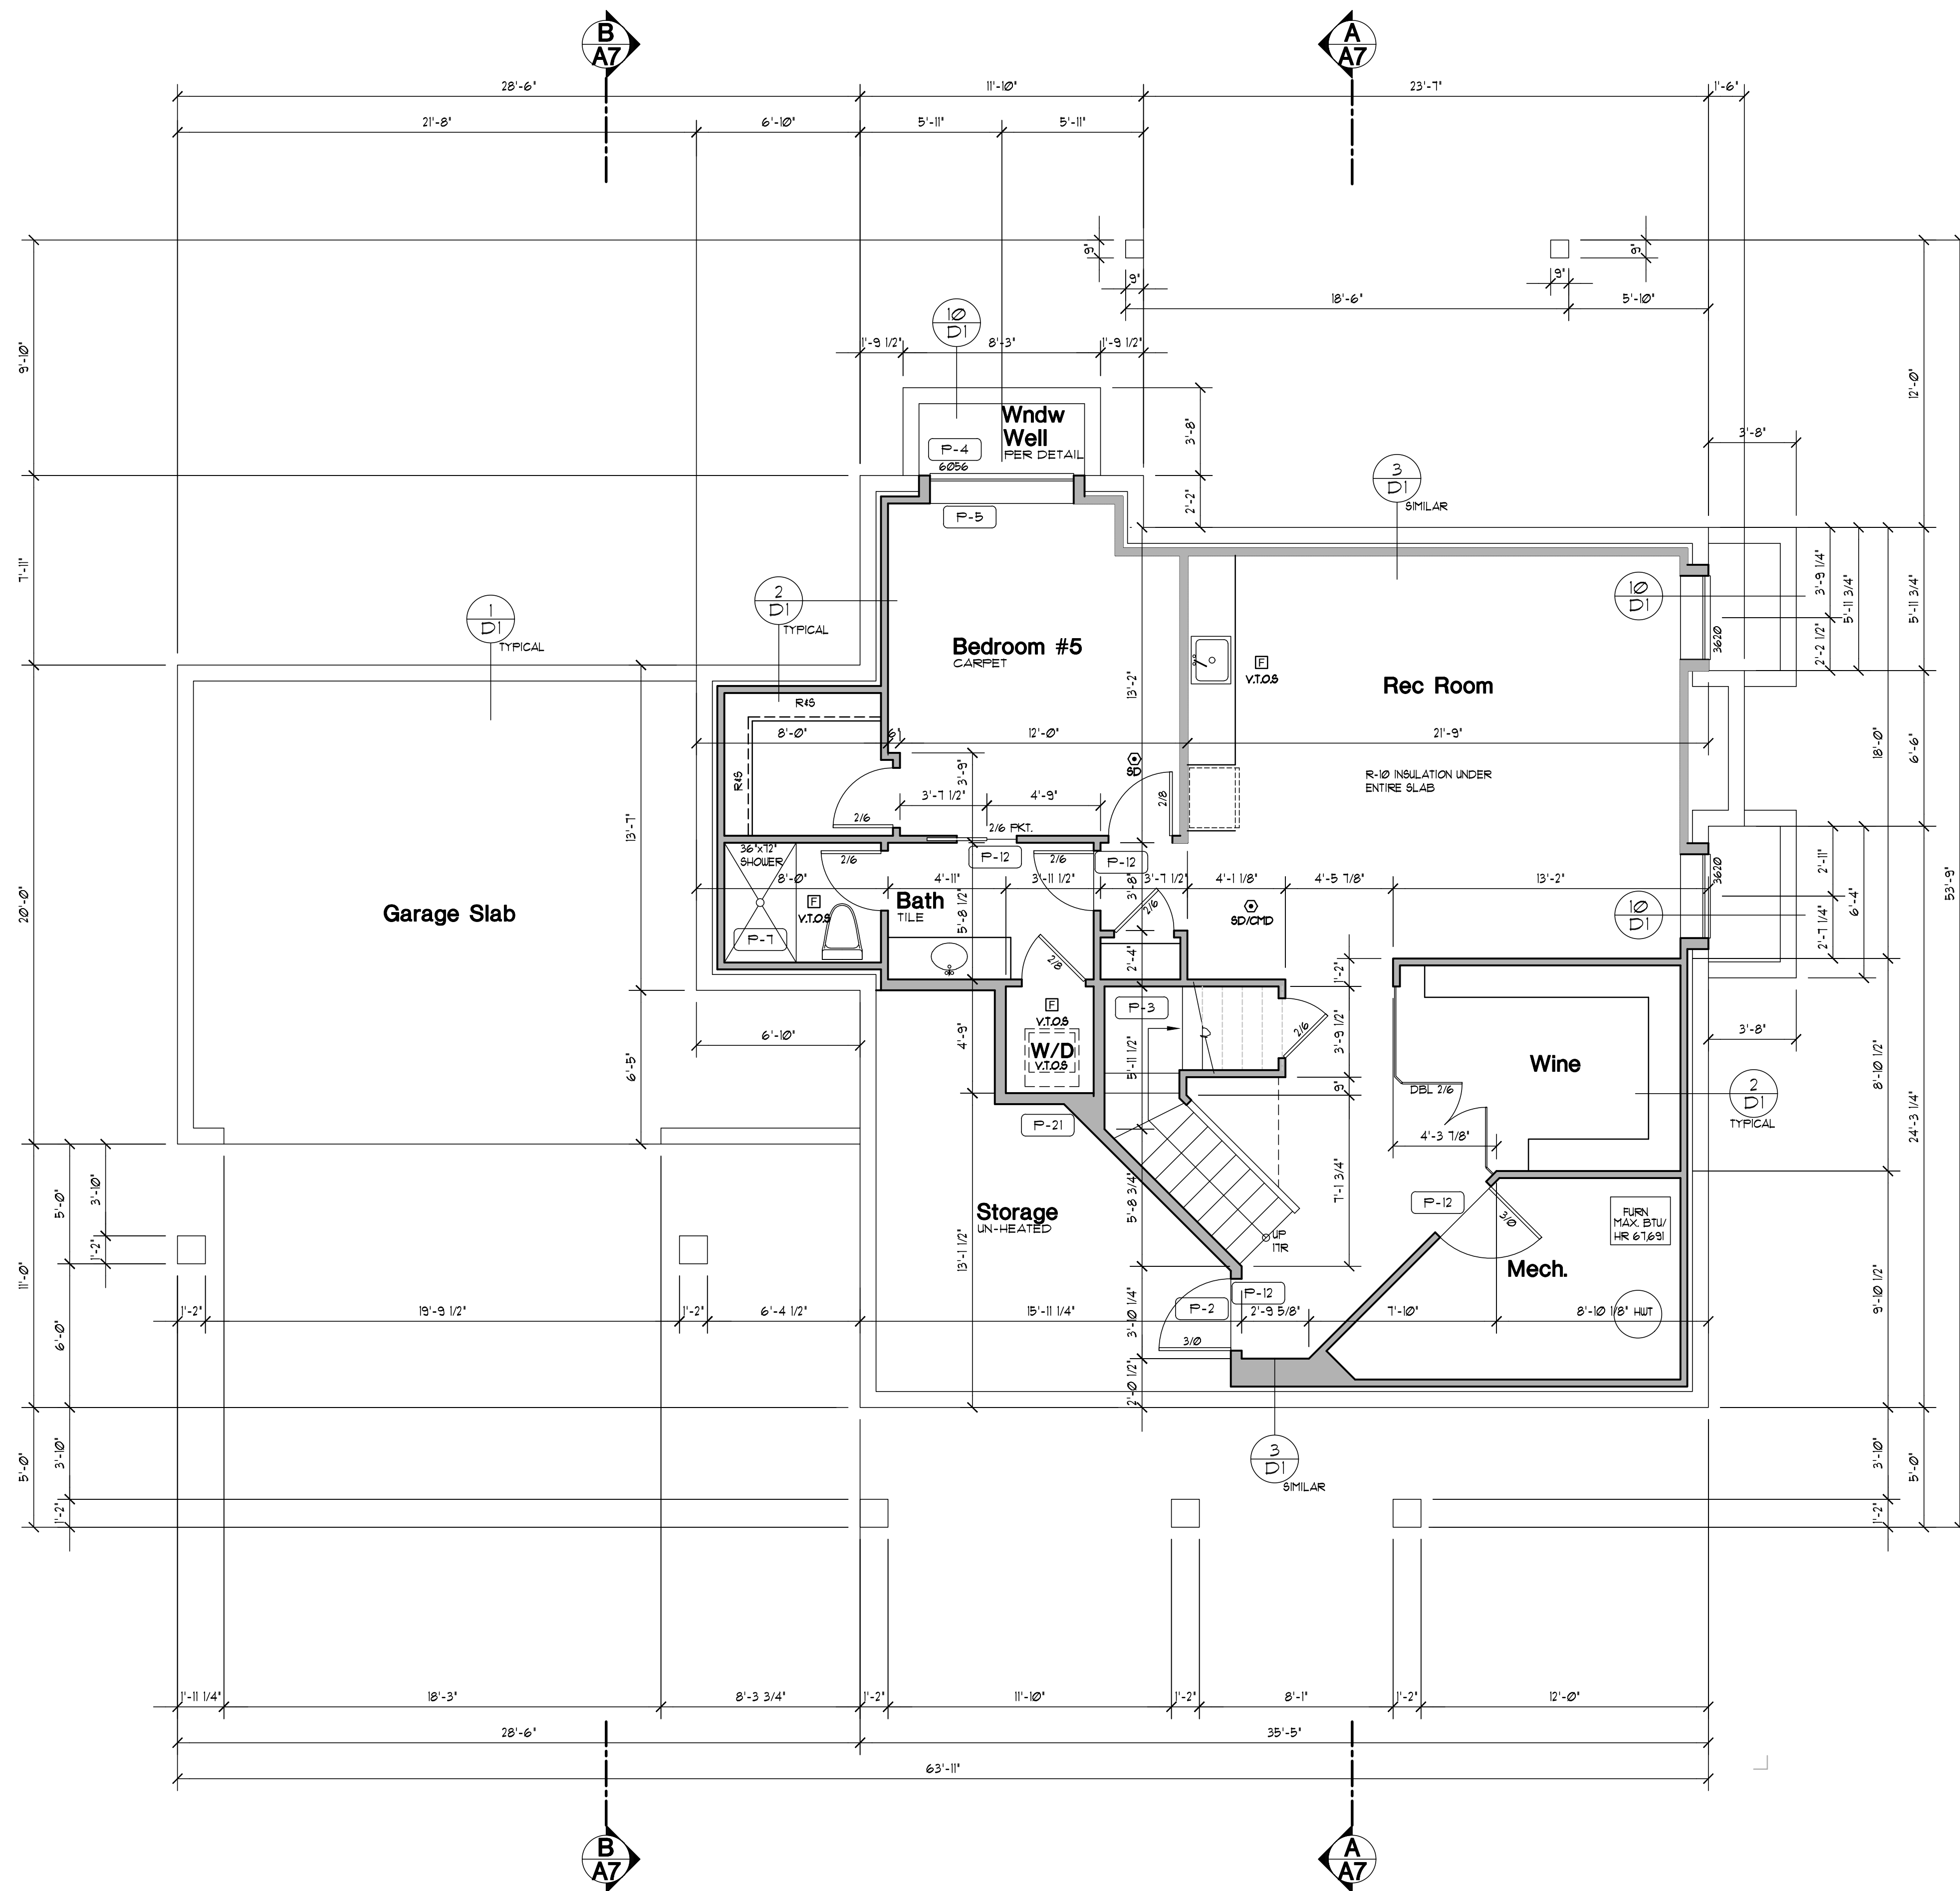 B
A7
A
A7
28'-6"
11'-10"
23'-7"
1'-6"
21'-8"
6'-10"
5'-11"
5'-11"
9"
9"
9"
9"
18'-6"
5'-10"
10
D1
1'-9 1/2"
8'-3"
1'-9 1/2"
9'-10"
12'-0"
Wndw
Well
PER DETAIL
P-4
6056
3'-8"
3'-8"
3
D1
SIMILAR
2'-2"
P-5
7'-11"
1
D1
TYPICAL
2
D1
TYPICAL
10
D1
3620
3'-9 1/4"
2'-2 1/2"
5'-11 3/4"
5'-11 3/4"
Bedroom #5
CARPET
13'-2"
F
V.T.O.S
Rec Room
R&S
R&S
8'-0"
6"
12'-0"
21'-9"
18'-0"
6'-6"
SD
3'-9"
R-10 INSULATION UNDER
ENTIRE SLAB
3'-7 1/2"
4'-9"
2/8
2/6
2/6 PKT.
13'-7"
36"x72"
SHOWER
2/6
P-12
2/6
P-12
3620
2'-11"
8'-0"
4'-11"
3'-11 1/2"
3'-8"
3'-7 1/2"
4'-1 1/8"
4'-5 7/8"
13'-2"
20'-0"
53'-9"
Garage Slab
F
V.T.O.S
Bath
TILE
5'-8 1/2"
2/6
SD/CMD
10
D1
2'-7 1/4"
6'-4"
P-7
2/8
2'-4"
1'-2"
P-3
F
V.T.O.S
W/D
V.T.O.S
6'-10"
4'-9"
5'-11 1/2"
2/6
3'-9 1/2"
9"
3'-8"
6'-5"
Wine
DBL 2/6
8'-10 1/2"
24'-3 1/4"
2
D1
TYPICAL
P-21
4'-3 7/8"
5'-0"
3'-10"
1'-2"
Storage
UN-HEATED
5'-8 3/4"
7'-1 3/4"
P-12
3/0
FURN
MAX. BTU/
HR 67,691
UP
17R
13'-1 1/2"
11'-0"
Mech.
P-2
P-12
9'-10 1/2"
1'-2"
19'-9 1/2"
1'-2"
6'-4 1/2"
15'-11 1/4"
3'-10 1/4"
2'-9 5/8"
7'-10"
8'-10 1/8"
HWT
6'-0"
3/0
2'-0 1/2"
3
D1
SIMILAR
5'-0"
3'-10"
1'-2"
3'-10"
5'-0"
1'-2"
1'-11 1/4"
18'-3"
8'-3 3/4"
1'-2"
11'-10"
1'-2"
8'-1"
1'-2"
12'-0"
28'-6"
35'-5"
63'-11"
B
A7
A
A7